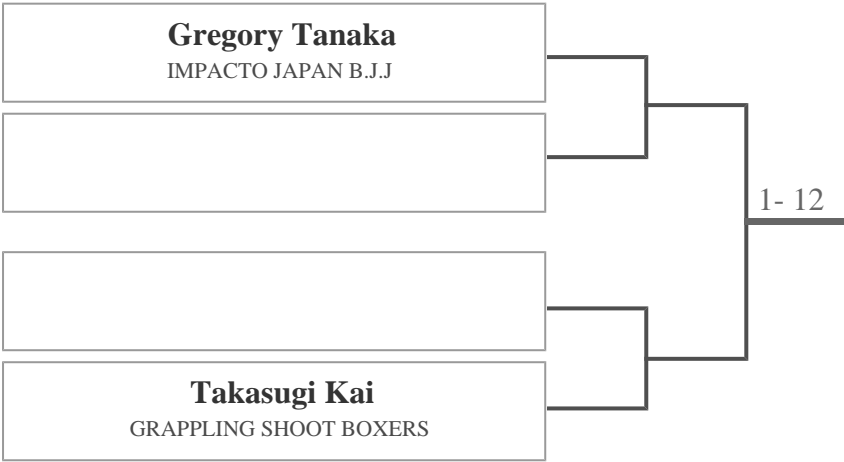 Gregory Tanaka
IMPACTO JAPAN B.J.J
1- 12
Takasugi Kai
GRAPPLING SHOOT BOXERS